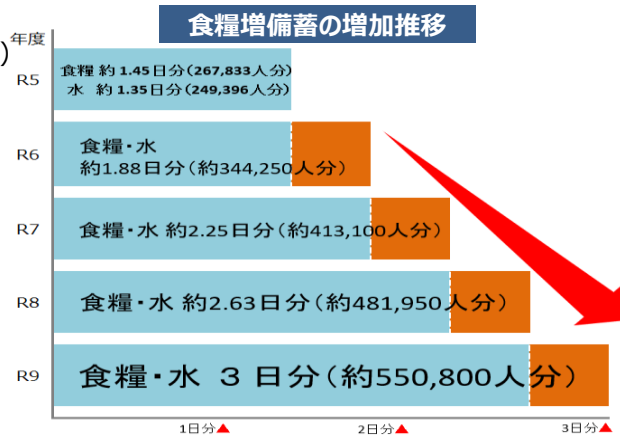 食糧増備蓄の増加推移
)
年度
R5
食糧 約 1.45日分(267,833人分)
水 約 1.35日分(249,396人分)
R6
食糧・水
約1.88日分(約344,250人分)
R7
食糧・水 約2.25日分(約413,100人分)
R8
食糧・水 約2.63日分(約481,950人分)
R9
食糧・水 3 日分(約550,800人分)
1日分▲ 2日分▲ 3日分▲